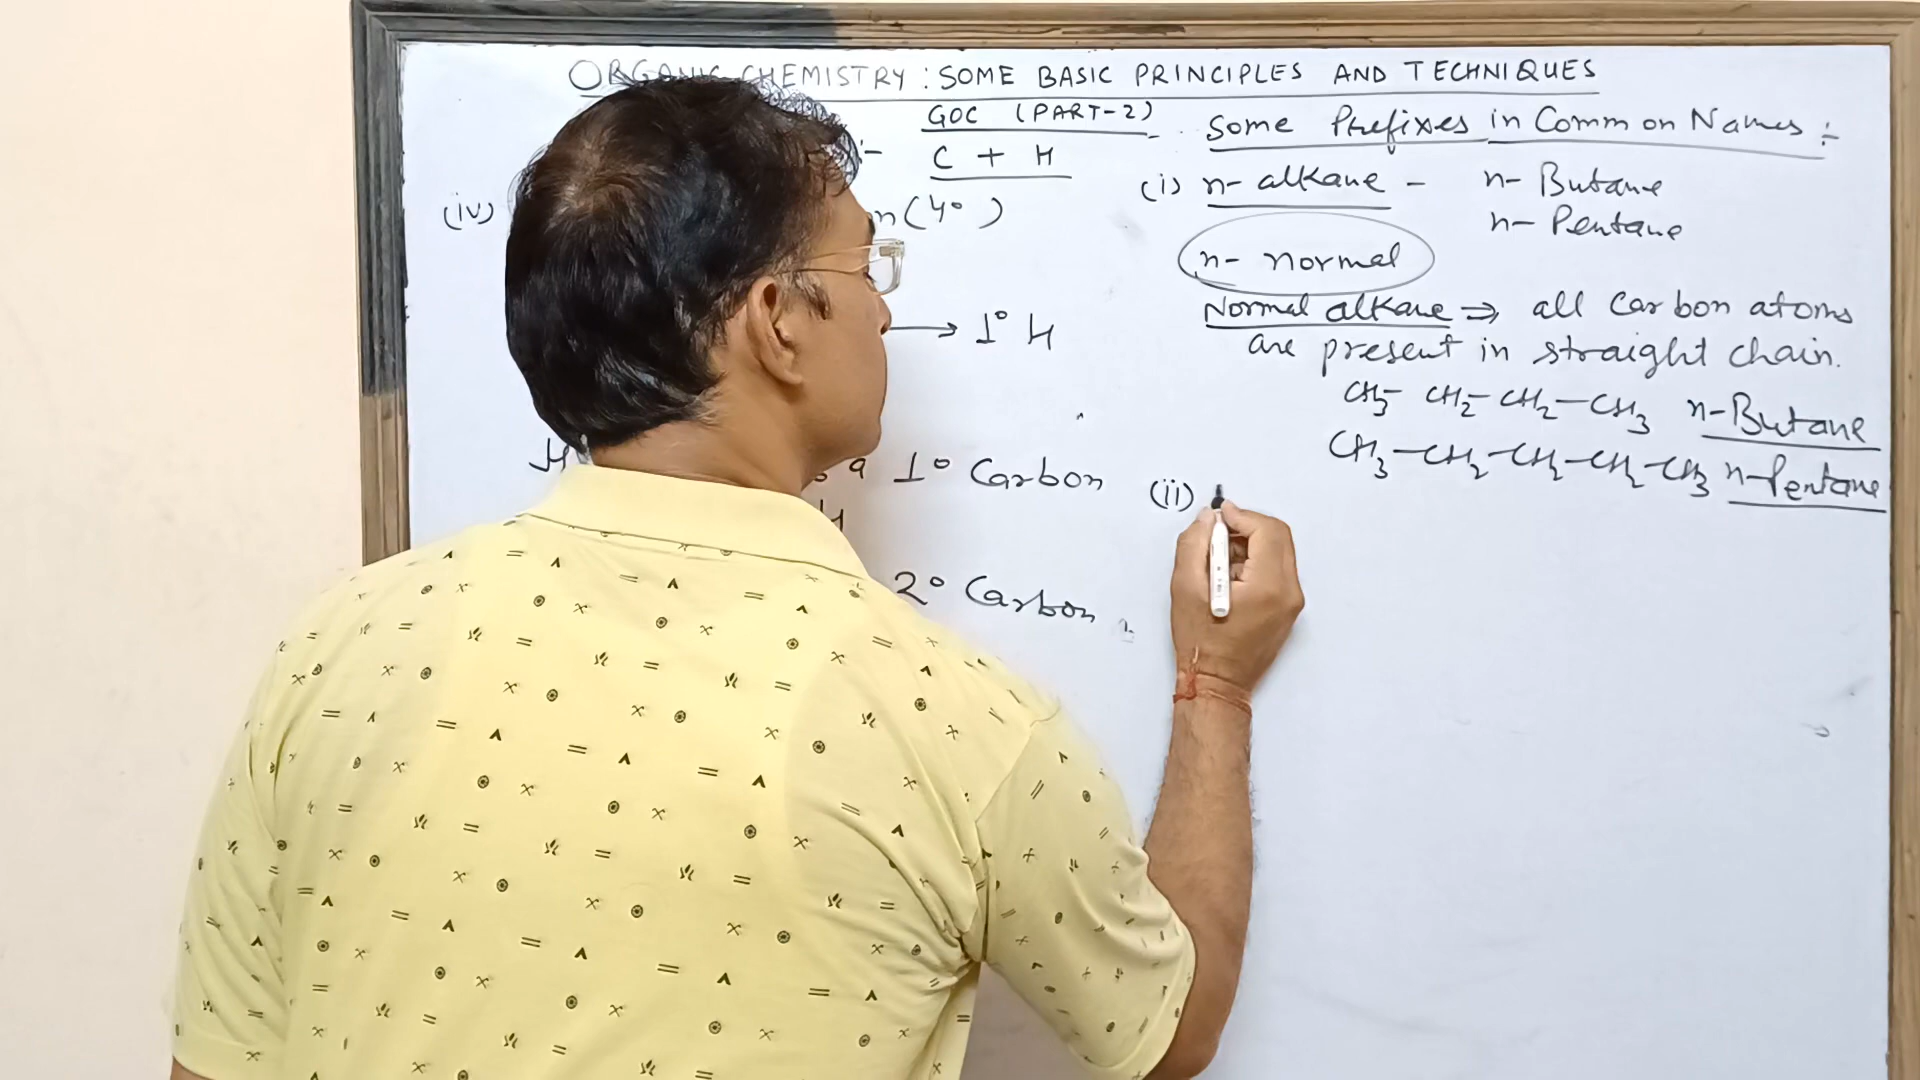 ORGANIC CHEMISTRY : SOME BASIC PRINCIPLES AND TECHNIQUES
GOC (PART-2)
:- C + H
(iv) n (4°)
⟶ 1° H
H a 1° Carbon
H
2° Carbon
Some Prefixes in Common Names :-
(i) n- alkane - n- Butane
n- Pentane
n- normal
Normal alkane ⇒ all Carbon atoms
are present in straight chain.
CH3- CH2-CH2-CH3 n-Butane
CH3-CH2-CH2-CH2-CH3 n-Pentane
(ii)